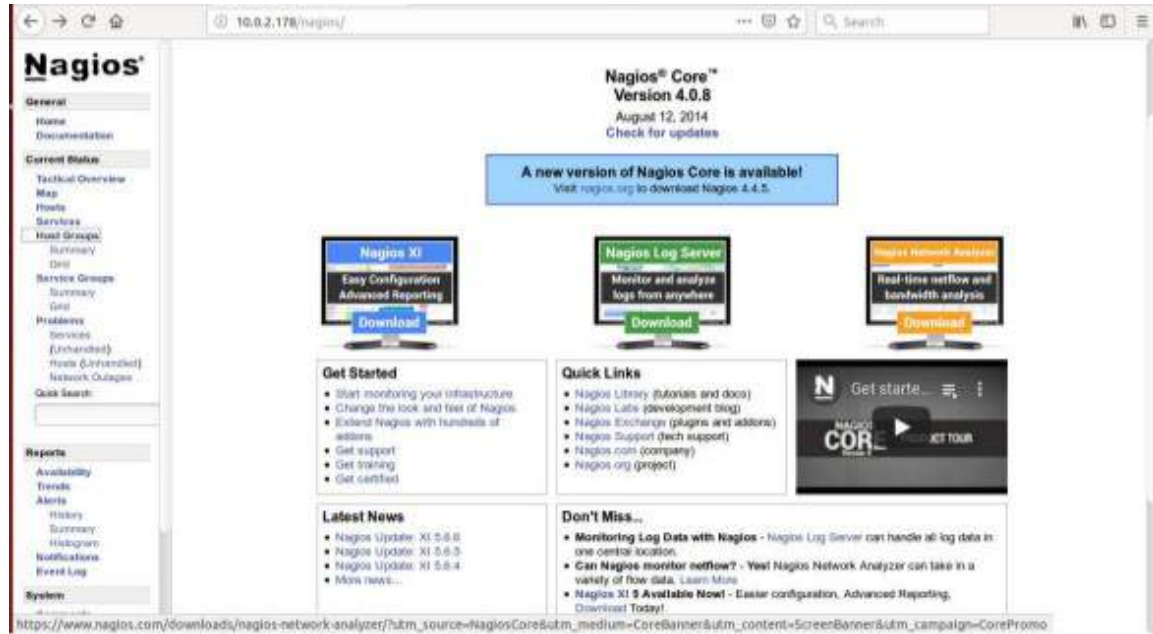 10.0.2.178/nagios/
Search
Nagios®
General
Home
Documentation
Current Status
Tactical Overview
Map
Hosts
Services
Host Groups
Summary
Grid
Service Groups
Summary
Grid
Problems
Services
(Unhandled)
Hosts (Unhandled)
Network Outages
Quick Search:
Reports
Availability
Trends
Alerts
History
Summary
Histogram
Notifications
Event Log
System
Nagios® Core™
Version 4.0.8
August 12, 2014
Check for updates
A new version of Nagios Core is available!
Visit nagios.org to download Nagios 4.4.5.
Nagios XI
Easy Configuration
Advanced Reporting
Download
Nagios Log Server
Monitor and analyze
logs from anywhere
Download
Nagios Network Analyzer
Real-time netflow and
bandwidth analysis
Download
Get Started
• Start monitoring your infrastructure
• Change the look and feel of Nagios
• Extend Nagios with hundreds of
addons
• Get support
• Get training
• Get certified
Quick Links
• Nagios Library (tutorials and docs)
• Nagios Labs (development blog)
• Nagios Exchange (plugins and addons)
• Nagios Support (tech support)
• Nagios.com (company)
• Nagios.org (project)
N Get starte...
NAGIOS
CORE PRODUCT TOUR
Latest News
• Nagios Update: XI 5.6.6
• Nagios Update: XI 5.6.5
• Nagios Update: XI 5.6.4
• More news...
Don't Miss...
• Monitoring Log Data with Nagios - Nagios Log Server can handle all log data in
one central location.
• Can Nagios monitor netflow? - Yes! Nagios Network Analyzer can take in a
variety of flow data. Learn More
• Nagios XI 5 Available Now! - Easier configuration, Advanced Reporting,
Download Today!
https://www.nagios.com/downloads/nagios-network-analyzer/?utm_source=NagiosCore&utm_medium=CoreBanner&utm_content=ScreenBanner&utm_campaign=CorePromo